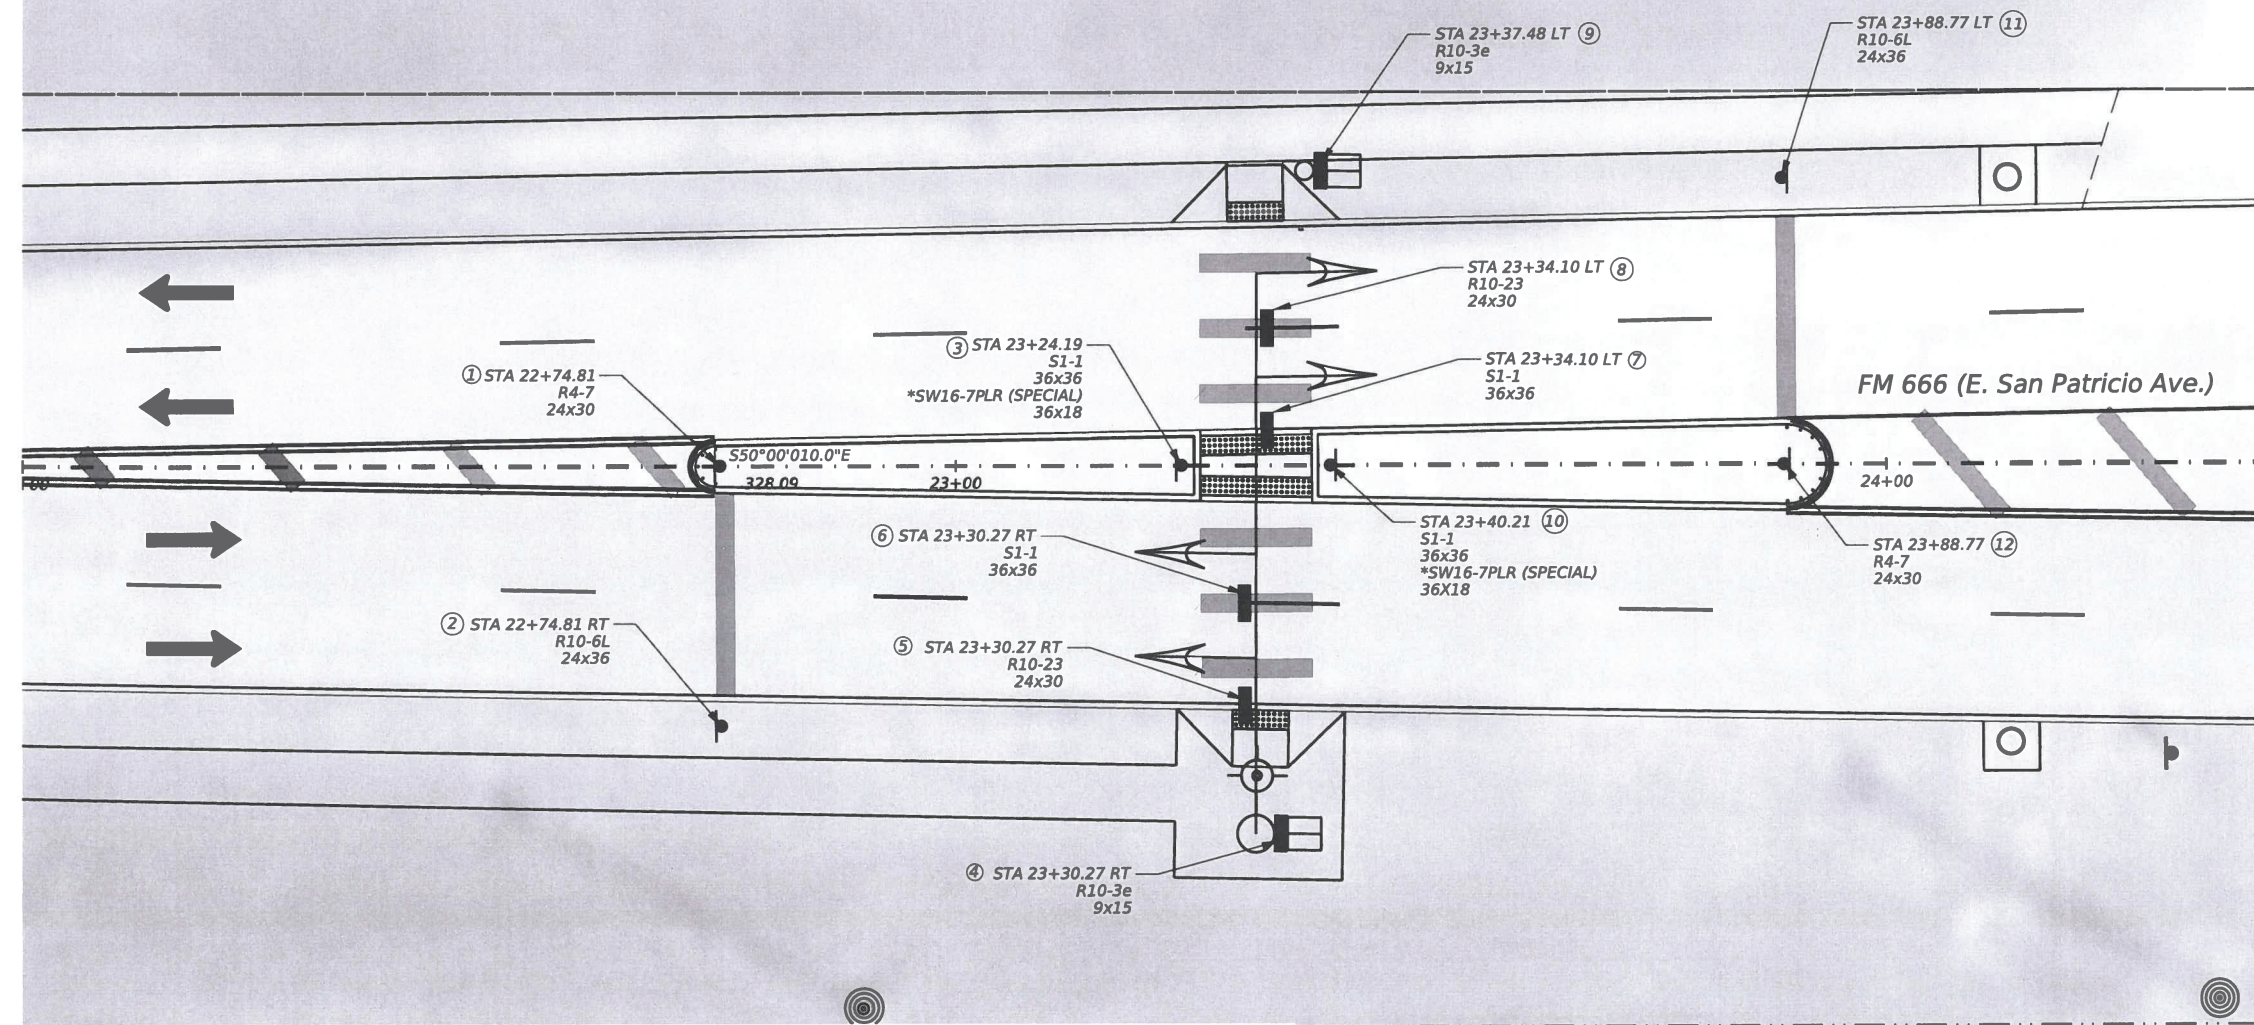 STA 23+37.48 LT 9
R10-3e
9x15
STA 23+88.77 LT 11
R10-6L
24x36
STA 23+34.10 LT 8
R10-23
24x30
3 STA 23+24.19
S1-1
36x36
*SW16-7PLR (SPECIAL)
36x18
STA 23+34.10 LT 7
S1-1
36x36
1 STA 22+74.81
R4-7
24x30
FM 666 (E. San Patricio Ave.)
S50°00'010.0"E
328.09
23+00
24+00
6 STA 23+30.27 RT
S1-1
36x36
STA 23+40.21 10
S1-1
36x36
*SW16-7PLR (SPECIAL)
36X18
STA 23+88.77 12
R4-7
24x30
2 STA 22+74.81 RT
R10-6L
24x36
5 STA 23+30.27 RT
R10-23
24x30
4 STA 23+30.27 RT
R10-3e
9x15